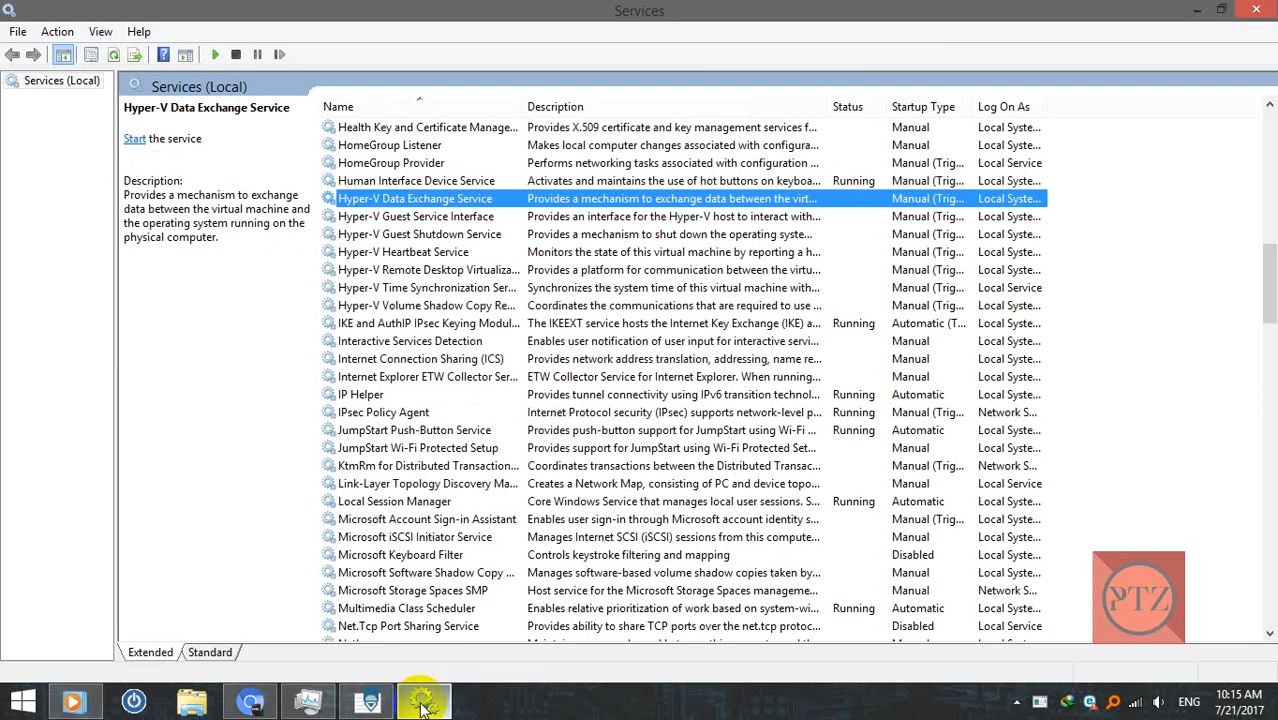 Services
File Action View Help
Services (Local)
Services (Local)
Hyper-V Data Exchange Service
Start the service
Description:
Provides a mechanism to exchange
data between the virtual machine and
the operating system running on the
physical computer.
Name Description Status Startup Type Log On As
Health Key and Certificate Manage... Provides X.509 certificate and key management services f... Manual Local Syste...
HomeGroup Listener Makes local computer changes associated with configura... Manual Local Syste...
HomeGroup Provider Performs networking tasks associated with configuration ... Manual (Trig... Local Service
Human Interface Device Service Activates and maintains the use of hot buttons on keyboa... Running Manual (Trig... Local Syste...
Hyper-V Data Exchange Service Provides a mechanism to exchange data between the virt... Manual (Trig... Local Syste...
Hyper-V Guest Service Interface Provides an interface for the Hyper-V host to interact with... Manual (Trig... Local Syste...
Hyper-V Guest Shutdown Service Provides a mechanism to shut down the operating syste... Manual (Trig... Local Syste...
Hyper-V Heartbeat Service Monitors the state of this virtual machine by reporting a h... Manual (Trig... Local Syste...
Hyper-V Remote Desktop Virtualiza... Provides a platform for communication between the virtu... Manual (Trig... Local Syste...
Hyper-V Time Synchronization Ser... Synchronizes the system time of this virtual machine with... Manual (Trig... Local Service
Hyper-V Volume Shadow Copy Re... Coordinates the communications that are required to use ... Manual (Trig... Local Syste...
IKE and AuthIP IPsec Keying Modul... The IKEEXT service hosts the Internet Key Exchange (IKE) a... Running Automatic (T... Local Syste...
Interactive Services Detection Enables user notification of user input for interactive servi... Manual Local Syste...
Internet Connection Sharing (ICS) Provides network address translation, addressing, name re... Manual Local Syste...
Internet Explorer ETW Collector Ser... ETW Collector Service for Internet Explorer. When running... Manual Local Syste...
IP Helper Provides tunnel connectivity using IPv6 transition technol... Running Automatic Local Syste...
IPsec Policy Agent Internet Protocol security (IPsec) supports network-level p... Running Manual (Trig... Network S...
JumpStart Push-Button Service Provides push-button support for JumpStart using Wi-Fi ... Running Automatic Local Syste...
JumpStart Wi-Fi Protected Setup Provides support for JumpStart using Wi-Fi Protected Set... Manual Local Syste...
KtmRm for Distributed Transaction... Coordinates transactions between the Distributed Transac... Manual (Trig... Network S...
Link-Layer Topology Discovery Ma... Creates a Network Map, consisting of PC and device topo... Manual Local Service
Local Session Manager Core Windows Service that manages local user sessions. S... Running Automatic Local Syste...
Microsoft Account Sign-in Assistant Enables user sign-in through Microsoft account identity s... Manual (Trig... Local Syste...
Microsoft iSCSI Initiator Service Manages Internet SCSI (iSCSI) sessions from this compute... Manual Local Syste...
Microsoft Keyboard Filter Controls keystroke filtering and mapping Disabled Local Syste...
Microsoft Software Shadow Copy ... Manages software-based volume shadow copies taken by... Manual Local Syste...
Microsoft Storage Spaces SMP Host service for the Microsoft Storage Spaces manageme... Manual Network S...
Multimedia Class Scheduler Enables relative prioritization of work based on system-wi... Running Automatic Local Syste...
Net.Tcp Port Sharing Service Provides ability to share TCP ports over the net.tcp protoc... Disabled Local Service
PTZ
Extended Standard
ENG
10:15 AM
7/21/2017